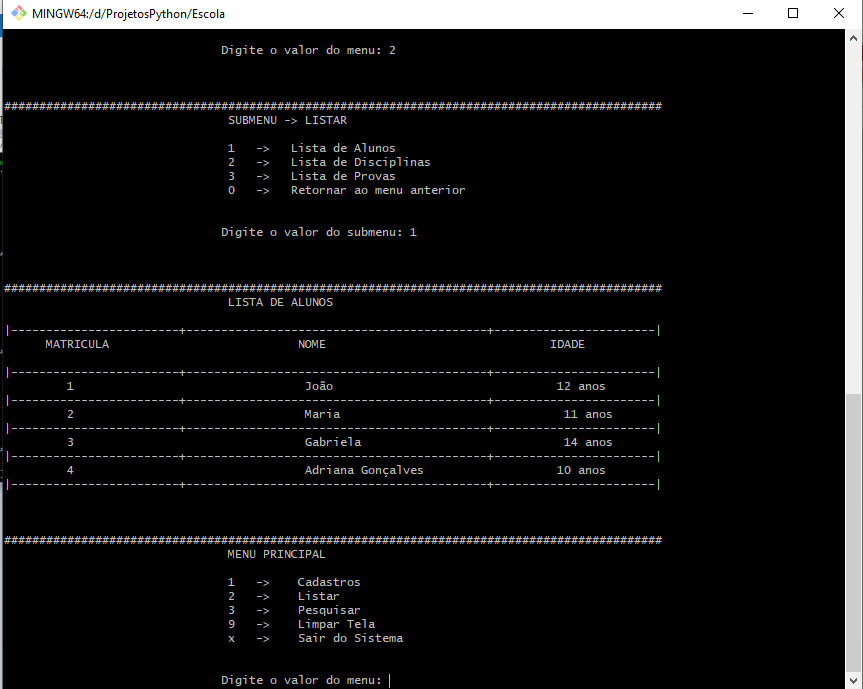 MINGW64:/d/ProjetosPython/Escola
Digite o valor do menu: 2
##############################################################################################
SUBMENU -> LISTAR
1 -> Lista de Alunos
2 -> Lista de Disciplinas
3 -> Lista de Provas
0 -> Retornar ao menu anterior
Digite o valor do submenu: 1
##############################################################################################
LISTA DE ALUNOS
|------------------------+-------------------------------------------+-----------------------|
MATRICULA NOME IDADE
|------------------------+-------------------------------------------+-----------------------|
1 João 12 anos
|------------------------+-------------------------------------------+-----------------------|
2 Maria 11 anos
|------------------------+-------------------------------------------+-----------------------|
3 Gabriela 14 anos
|------------------------+-------------------------------------------+-----------------------|
4 Adriana Gonçalves 10 anos
|------------------------+-------------------------------------------+-----------------------|
##############################################################################################
MENU PRINCIPAL
1 -> Cadastros
2 -> Listar
3 -> Pesquisar
9 -> Limpar Tela
x -> Sair do Sistema
Digite o valor do menu: